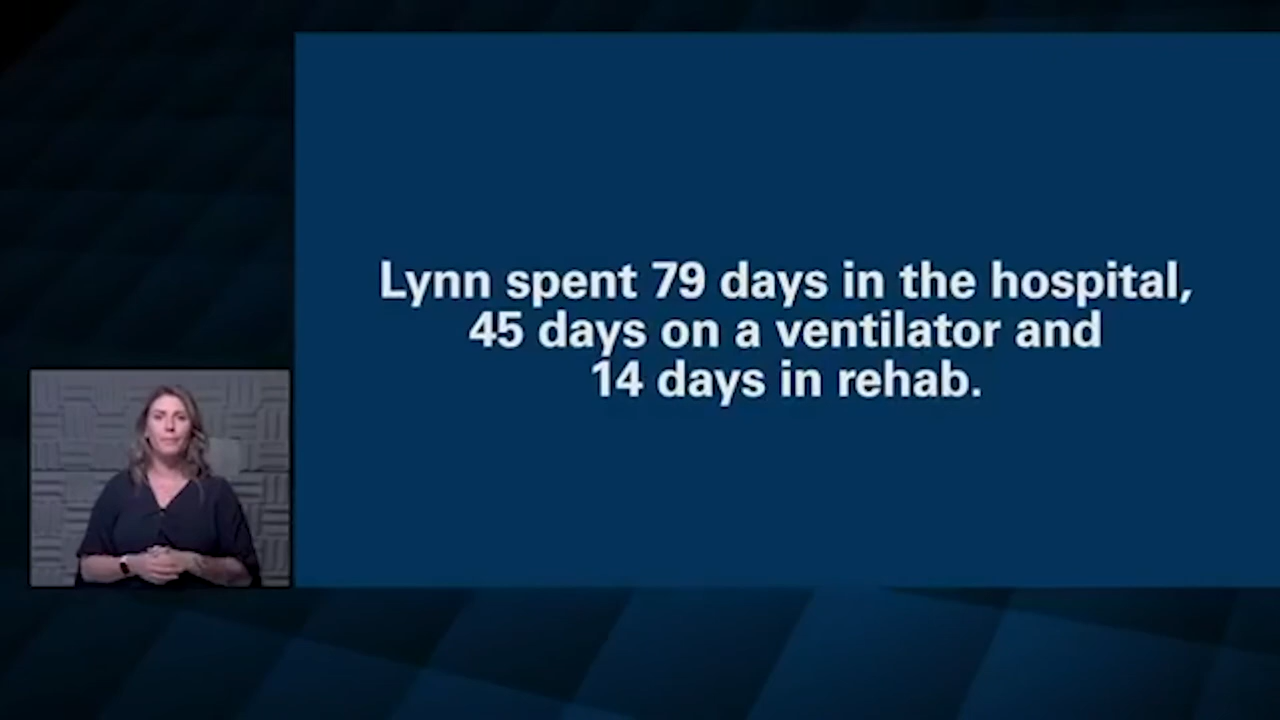 Lynn spent 79 days in the hospital,
45 days on a ventilator and
14 days in rehab.